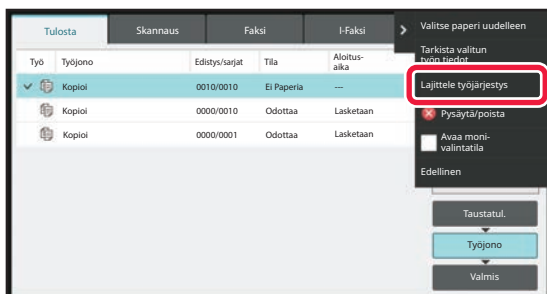 Tulosta
Skannaus
Faksi
I-Faksi
Valitse paperi uudelleen
Työ
Työjono
Edistys/sarjat
Tila
Aloitus-
aika
Tarkista valitun
työn tiedot
Kopioi
0010/0010
Ei Paperia
---
Lajittele työjärjestys
Kopioi
0000/0010
Odottaa
Lasketaan
Pysäytä/poista
Kopioi
0000/0001
Odottaa
Lasketaan
Avaa moni-
valintatila
Edellinen
Taustatul.
Työjono
Valmis